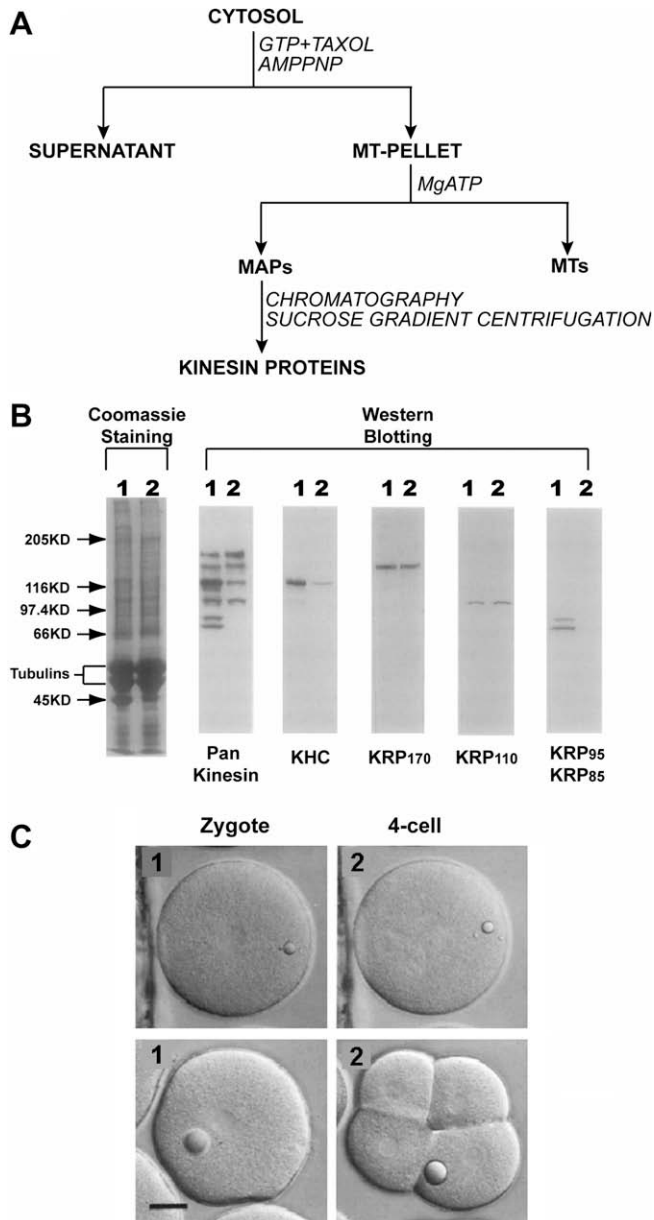 A
CYTOSOL
GTP+TAXOL
AMPPNP
SUPERNATANT MT-PELLET
MgATP
MAPs MTs
CHROMATOGRAPHY
SUCROSE GRADIENT CENTRIFUGATION
KINESIN PROTEINS
B
Coomassie
Staining
Western
Blotting
1 2 1 2 1 2 1 2 1 2 1 2
205KD
116KD
97.4KD
66KD
Tubulins
45KD
Pan
Kinesin
KHC
KRP170
KRP110
KRP95
KRP85
C
Zygote 4-cell
1 2
1 2